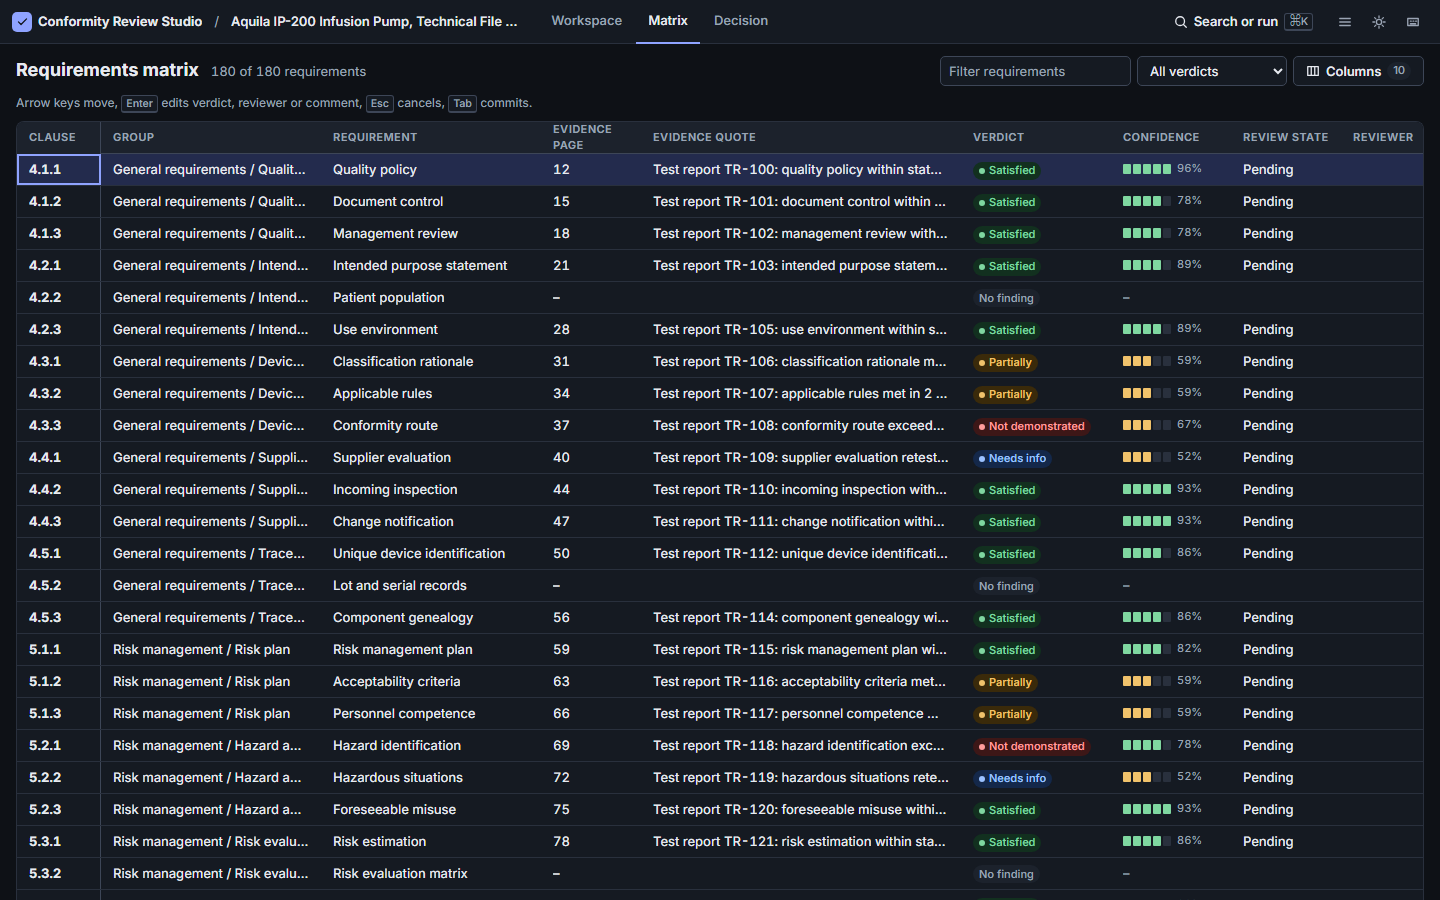 Conformity Review Studio / Aquila IP-200 Infusion Pump, Technical File ... Workspace Matrix Decision Search or run ⌘K
Requirements matrix 180 of 180 requirements Filter requirements All verdicts Columns 10
Arrow keys move, Enter edits verdict, reviewer or comment, Esc cancels, Tab commits.
CLAUSE GROUP REQUIREMENT EVIDENCE PAGE EVIDENCE QUOTE VERDICT CONFIDENCE REVIEW STATE REVIEWER
4.1.1 General requirements / Qualit... Quality policy 12 Test report TR-100: quality policy within stat... Satisfied 96% Pending
4.1.2 General requirements / Qualit... Document control 15 Test report TR-101: document control within ... Satisfied 78% Pending
4.1.3 General requirements / Qualit... Management review 18 Test report TR-102: management review with... Satisfied 78% Pending
4.2.1 General requirements / Intend... Intended purpose statement 21 Test report TR-103: intended purpose statem... Satisfied 89% Pending
4.2.2 General requirements / Intend... Patient population – No finding –
4.2.3 General requirements / Intend... Use environment 28 Test report TR-105: use environment within s... Satisfied 89% Pending
4.3.1 General requirements / Devic... Classification rationale 31 Test report TR-106: classification rationale m... Partially 59% Pending
4.3.2 General requirements / Devic... Applicable rules 34 Test report TR-107: applicable rules met in 2 ... Partially 59% Pending
4.3.3 General requirements / Devic... Conformity route 37 Test report TR-108: conformity route exceed... Not demonstrated 67% Pending
4.4.1 General requirements / Suppli... Supplier evaluation 40 Test report TR-109: supplier evaluation retest... Needs info 52% Pending
4.4.2 General requirements / Suppli... Incoming inspection 44 Test report TR-110: incoming inspection with... Satisfied 93% Pending
4.4.3 General requirements / Suppli... Change notification 47 Test report TR-111: change notification withi... Satisfied 93% Pending
4.5.1 General requirements / Trace... Unique device identification 50 Test report TR-112: unique device identificati... Satisfied 86% Pending
4.5.2 General requirements / Trace... Lot and serial records – No finding –
4.5.3 General requirements / Trace... Component genealogy 56 Test report TR-114: component genealogy wi... Satisfied 86% Pending
5.1.1 Risk management / Risk plan Risk management plan 59 Test report TR-115: risk management plan wi... Satisfied 82% Pending
5.1.2 Risk management / Risk plan Acceptability criteria 63 Test report TR-116: acceptability criteria met... Partially 59% Pending
5.1.3 Risk management / Risk plan Personnel competence 66 Test report TR-117: personnel competence ... Partially 59% Pending
5.2.1 Risk management / Hazard a... Hazard identification 69 Test report TR-118: hazard identification exc... Not demonstrated 78% Pending
5.2.2 Risk management / Hazard a... Hazardous situations 72 Test report TR-119: hazardous situations rete... Needs info 52% Pending
5.2.3 Risk management / Hazard a... Foreseeable misuse 75 Test report TR-120: foreseeable misuse withi... Satisfied 93% Pending
5.3.1 Risk management / Risk evalu... Risk estimation 78 Test report TR-121: risk estimation within sta... Satisfied 86% Pending
5.3.2 Risk management / Risk evalu... Risk evaluation matrix – No finding –